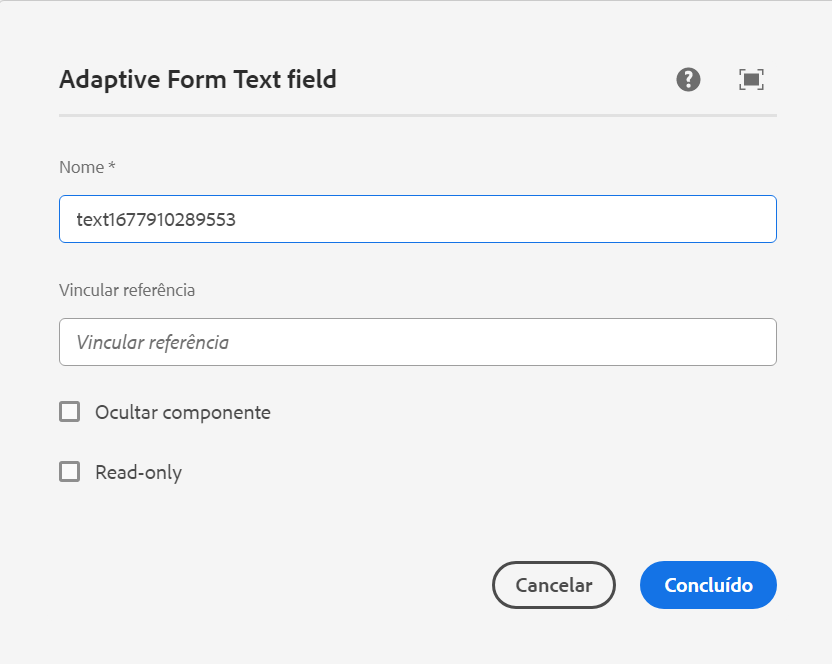 Adaptive Form Text field
Nome *
text1677910289553
Vincular referência
Vincular referência
Ocultar componente
Read-only
Cancelar
Concluído